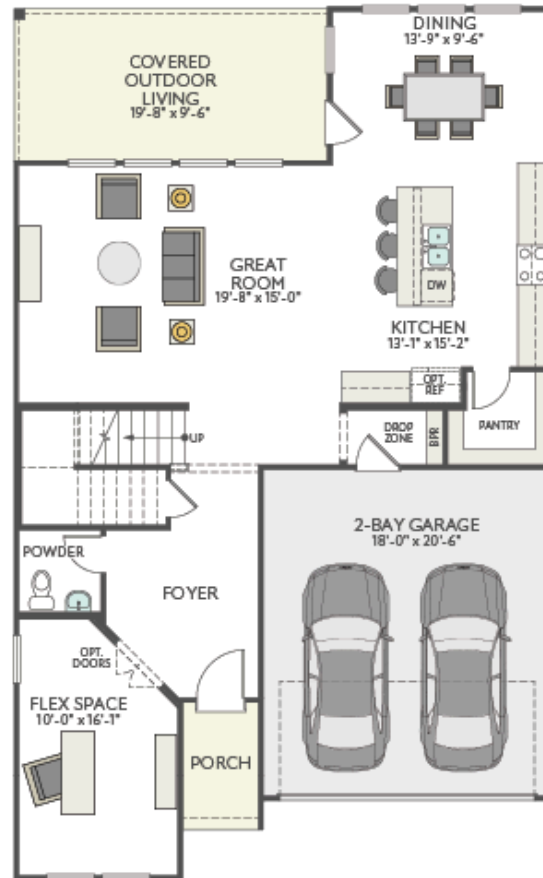 DINING
13'-9" x 9'-6"
COVERED
OUTDOOR
LIVING
19'-8" x 9'-6"
GREAT
ROOM
19'-8" x 15'-0"
DW
KITCHEN
13'-1" x 15'-2"
OPT.
REF
UP
DROP
ZONE
BPR
PANTRY
2-BAY GARAGE
18'-0" x 20'-6"
POWDER
FOYER
OPT.
DOORS
FLEX SPACE
10'-0" x 16'-1"
PORCH